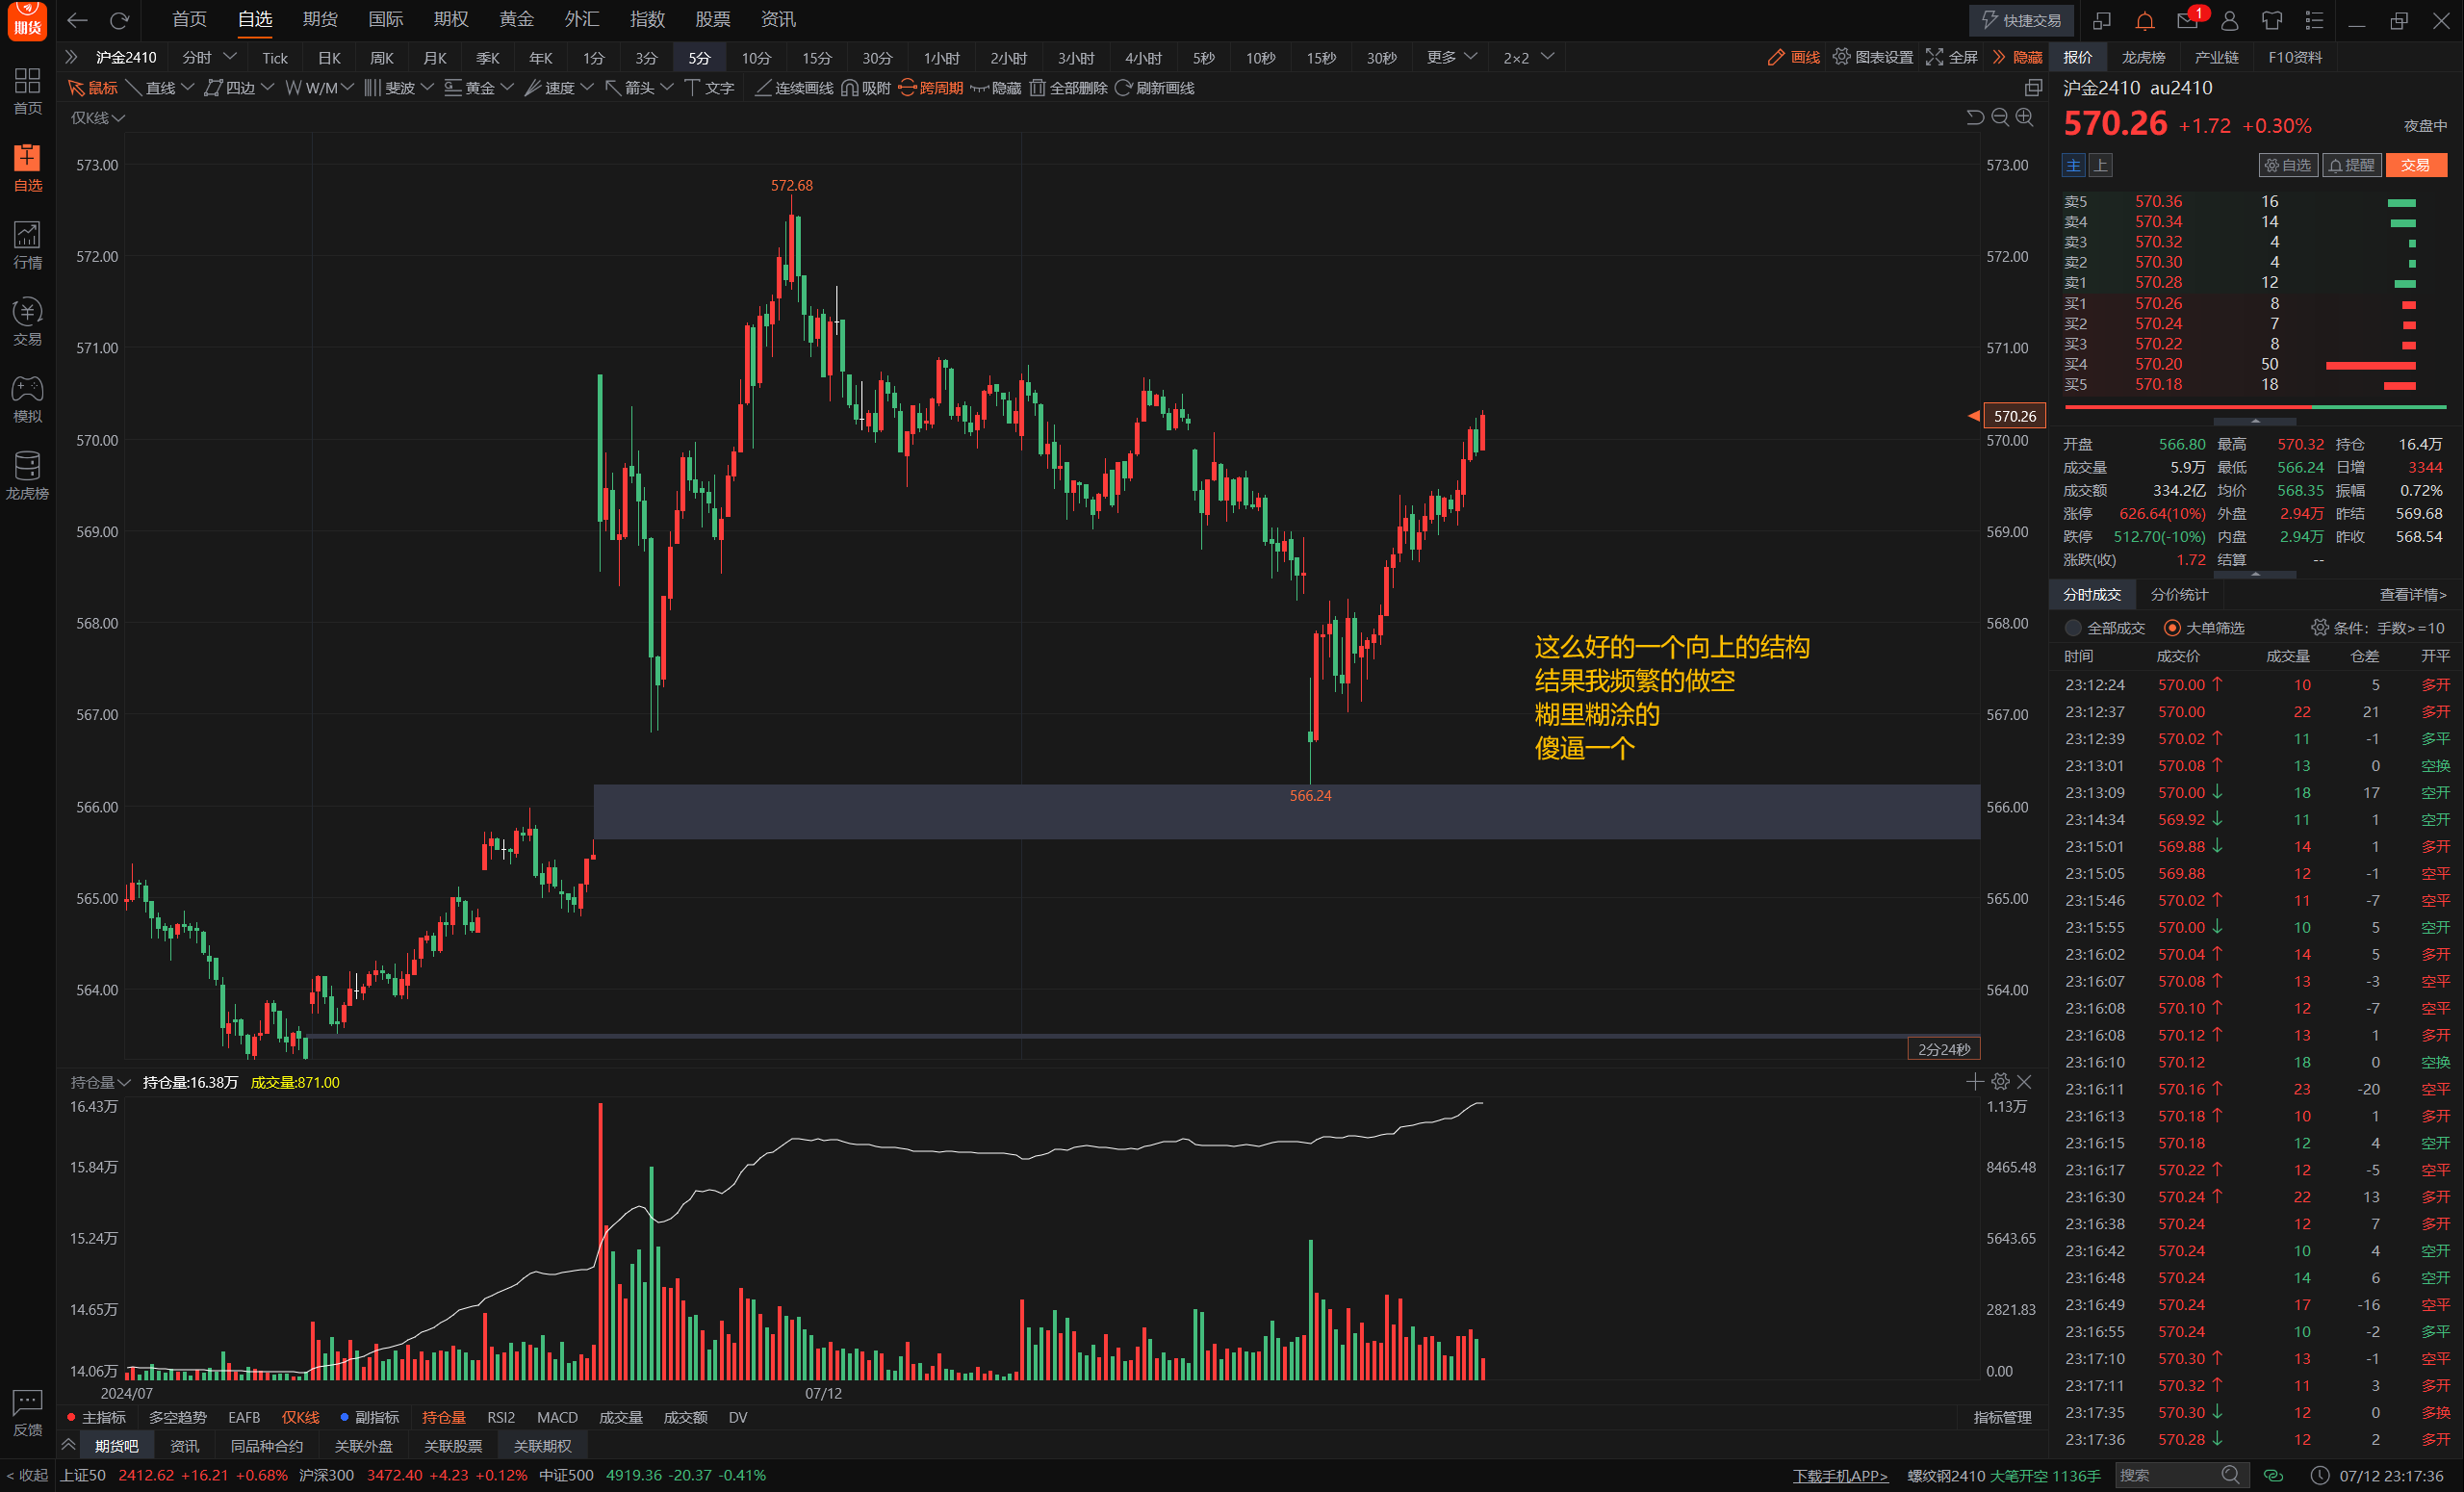 期货
首页 自选 期货 国际 期权 黄金 外汇 指数 股票 资讯
快捷交易 1
沪金2410 分时 Tick 日K 周K 月K 季K 年K 1分 3分 5分 10分 15分 30分 1小时 2小时 3小时 4小时 5秒 10秒 15秒 30秒 更多 2×2
画线 图表设置 全屏 隐藏
报价 龙虎榜 产业链 F10资料
鼠标 直线 四边 W/M 斐波 黄金 速度 箭头 文字 连续画线 吸附 跨周期 隐藏 全部删除 刷新画线
首页
自选
行情
交易
模拟
龙虎榜
反馈
仅K线
573.00 573.00
572.68
572.00 572.00
571.00 571.00
570.26
570.00 570.00
569.00 569.00
568.00 568.00
这么好的一个向上的结构
结果我频繁的做空
糊里糊涂的
傻逼一个
567.00 567.00
566.24
566.00 566.00
565.00 565.00
564.00 564.00
2分24秒
持仓量 持仓量:16.38万 成交量:871.00
16.43万 1.13万
15.84万 8465.48
15.24万 5643.65
14.65万 2821.83
14.06万 0.00
2024/07 07/12
主指标 多空趋势 EAFB 仅K线 副指标 持仓量 RSI2 MACD 成交量 成交额 DV 指标管理
期货吧 资讯 同品种合约 关联外盘 关联股票 关联期权
沪金2410 au2410
570.26 +1.72 +0.30% 夜盘中
主 上 自选 提醒 交易
卖5 570.36 16
卖4 570.34 14
卖3 570.32 4
卖2 570.30 4
卖1 570.28 12
买1 570.26 8
买2 570.24 7
买3 570.22 8
买4 570.20 50
买5 570.18 18
开盘 566.80 最高 570.32 持仓 16.4万
成交量 5.9万 最低 566.24 日增 3344
成交额 334.2亿 均价 568.35 振幅 0.72%
涨停 626.64(10%) 外盘 2.94万 昨结 569.68
跌停 512.70(-10%) 内盘 2.94万 昨收 568.54
涨跌(收) 1.72 结算 --
分时成交 分价统计 查看详情>
全部成交 大单筛选 条件：手数>=10
时间 成交价 成交量 仓差 开平
23:12:24 570.00 ↑ 10 5 多开
23:12:37 570.00 22 21 多开
23:12:39 570.02 ↑ 11 -1 多平
23:13:01 570.08 ↑ 13 0 空换
23:13:09 570.00 ↓ 18 17 空开
23:14:34 569.92 ↓ 11 1 空开
23:15:01 569.88 ↓ 14 1 多开
23:15:05 569.88 12 -1 空平
23:15:46 570.02 ↑ 11 -7 空平
23:15:55 570.00 ↓ 10 5 空开
23:16:02 570.04 ↑ 14 5 多开
23:16:07 570.08 ↑ 13 -3 空平
23:16:08 570.10 ↑ 12 -7 空平
23:16:08 570.12 ↑ 13 1 多开
23:16:10 570.12 18 0 空换
23:16:11 570.16 ↑ 23 -20 空平
23:16:13 570.18 ↑ 10 1 多开
23:16:15 570.18 12 4 空开
23:16:17 570.22 ↑ 12 -5 空平
23:16:30 570.24 ↑ 22 13 多开
23:16:38 570.24 12 7 多开
23:16:42 570.24 10 4 空开
23:16:48 570.24 14 6 空开
23:16:49 570.24 17 -16 空平
23:16:55 570.24 10 -2 多平
23:17:10 570.30 ↑ 13 -1 空平
23:17:11 570.32 ↑ 11 3 多开
23:17:35 570.30 ↓ 12 0 多换
23:17:36 570.28 ↓ 12 2 多开
< 收起 上证50 2412.62 +16.21 +0.68% 沪深300 3472.40 +4.23 +0.12% 中证500 4919.36 -20.37 -0.41% 下载手机APP> 螺纹钢2410 大笔开空 1136手 搜索 07/12 23:17:36